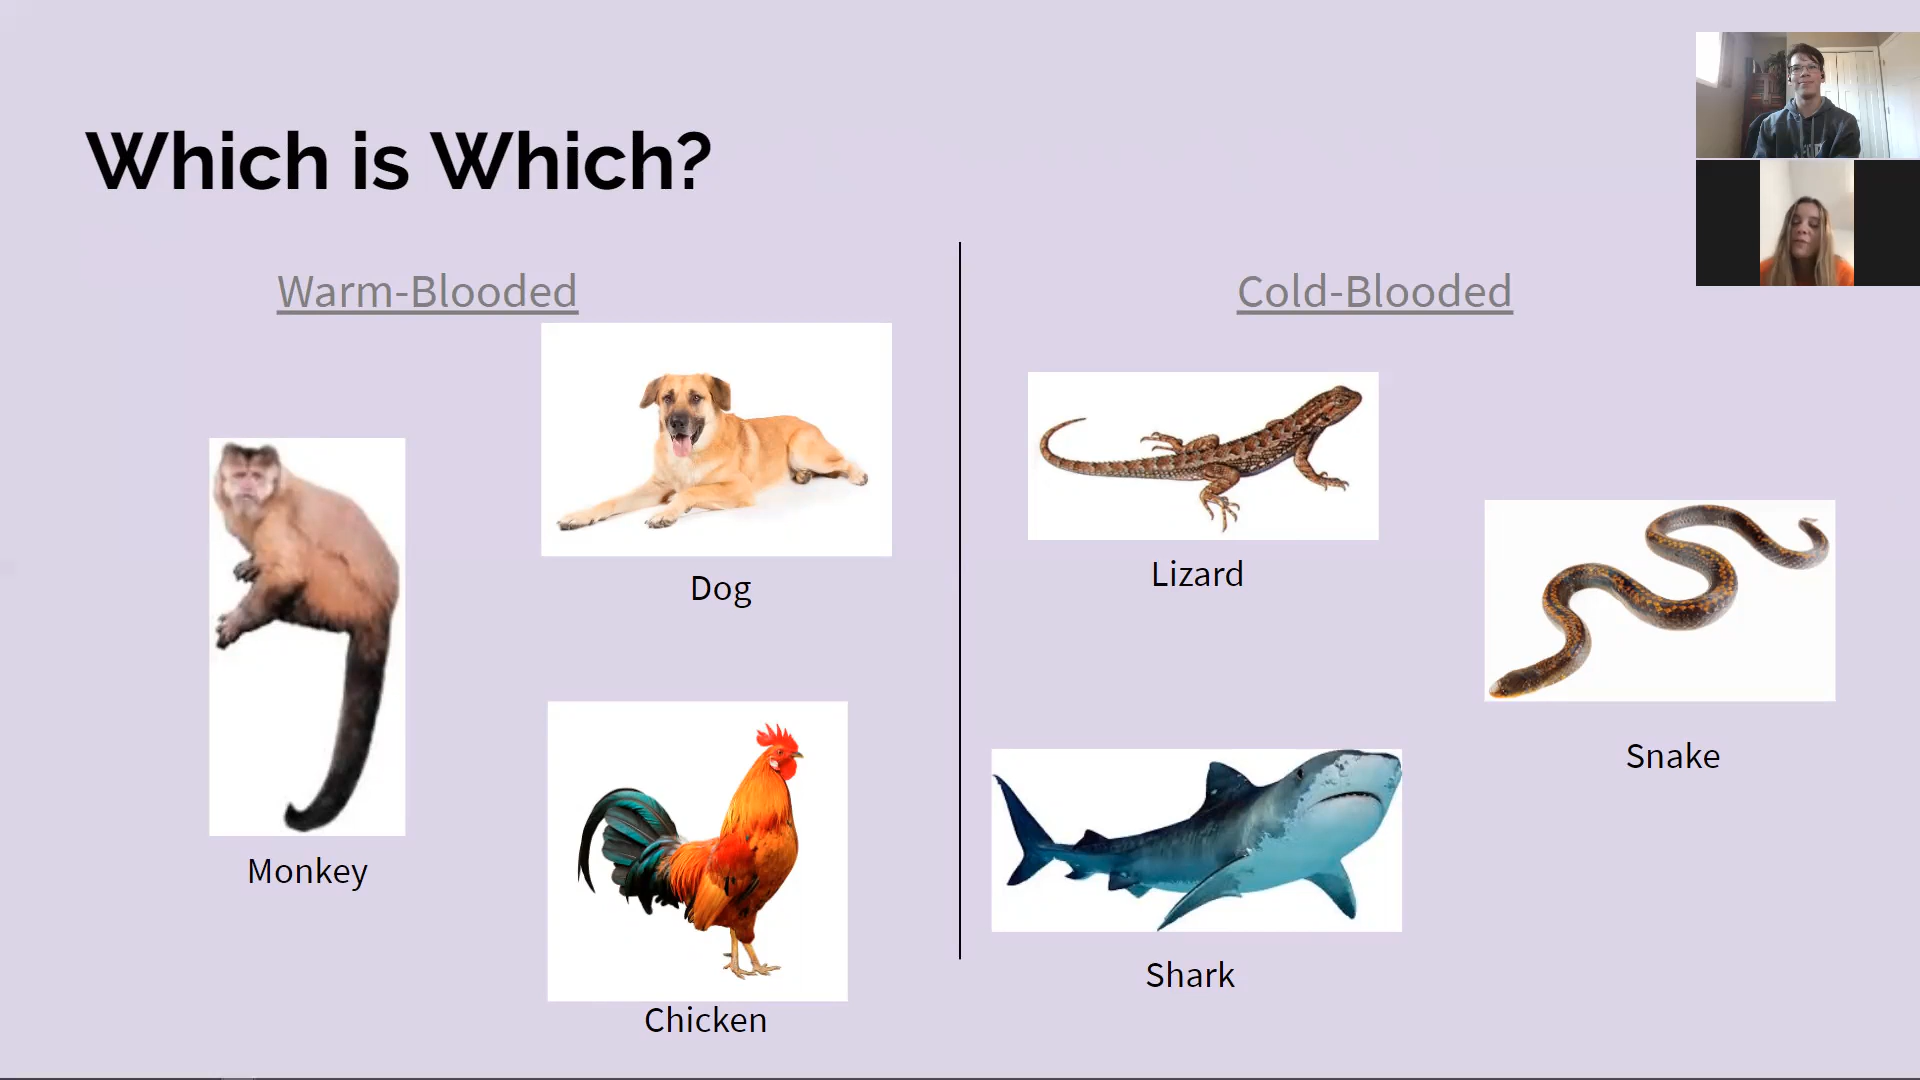 Which is Which?
Warm-Blooded
Cold-Blooded
Dog
Lizard
Snake
Monkey
Shark
Chicken